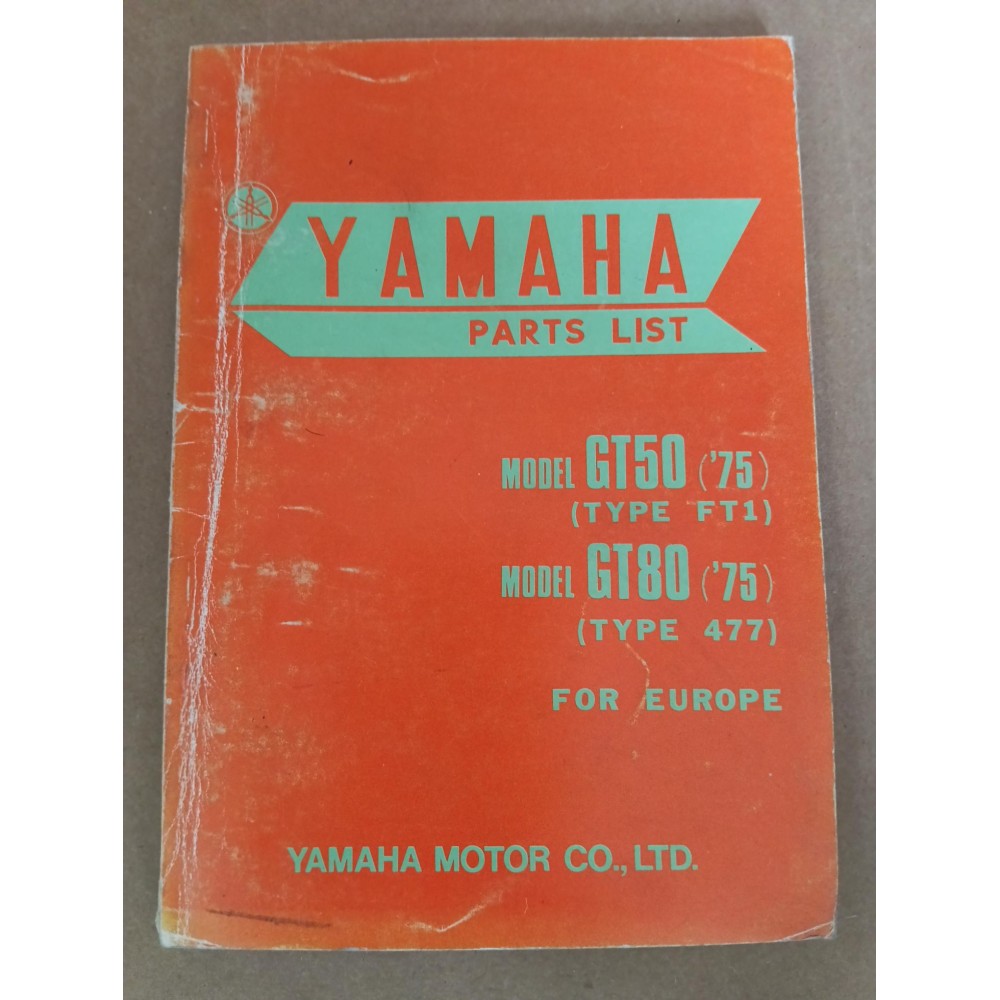 YAMAHA
PARTS LIST
MODEL GT50 ('75)
(TYPE FT1)
MODEL GT80 ('75)
(TYPE 477)
FOR EUROPE
YAMAHA MOTOR CO., LTD.